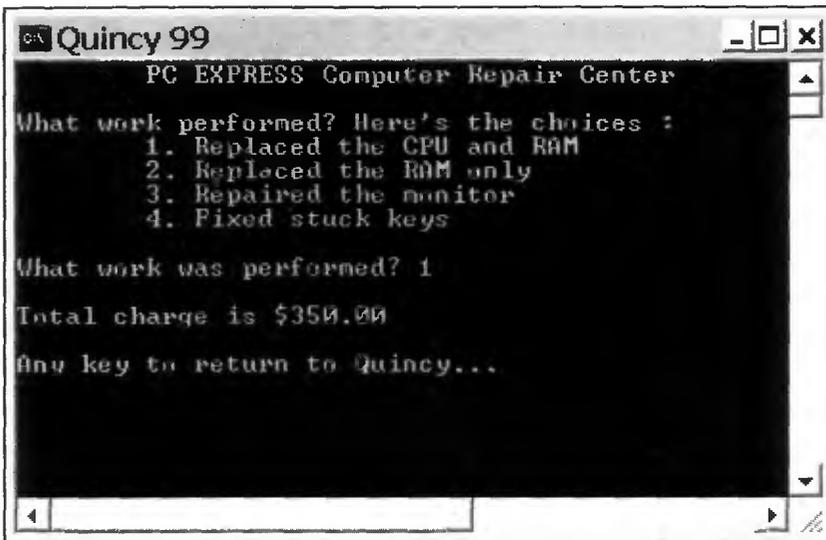 Quincy 99
PC EXPRESS Computer Repair Center
What work performed? Here's the choices :
1. Replaced the CPU and RAM
2. Replaced the RAM only
3. Repaired the monitor
4. Fixed stuck keys
What work was performed? 1
Total charge is $350.00
Any key to return to Quincy...